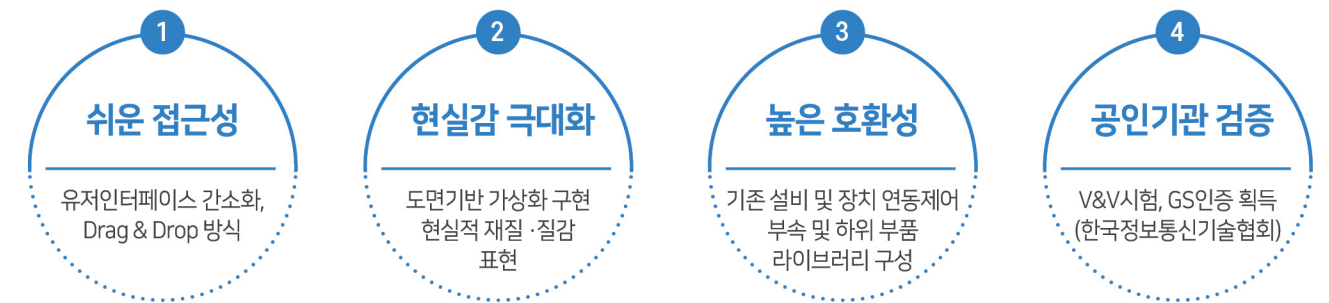 1
쉬운 접근성
유저인터페이스 간소화,
Drag & Drop 방식
2
현실감 극대화
도면기반 가상화 구현
현실적 재질 ·질감
표현
3
높은 호환성
기존 설비 및 장치 연동제어
부속 및 하위 부품
라이브러리 구성
4
공인기관 검증
V&V시험, GS인증 획득
(한국정보통신기술협회)